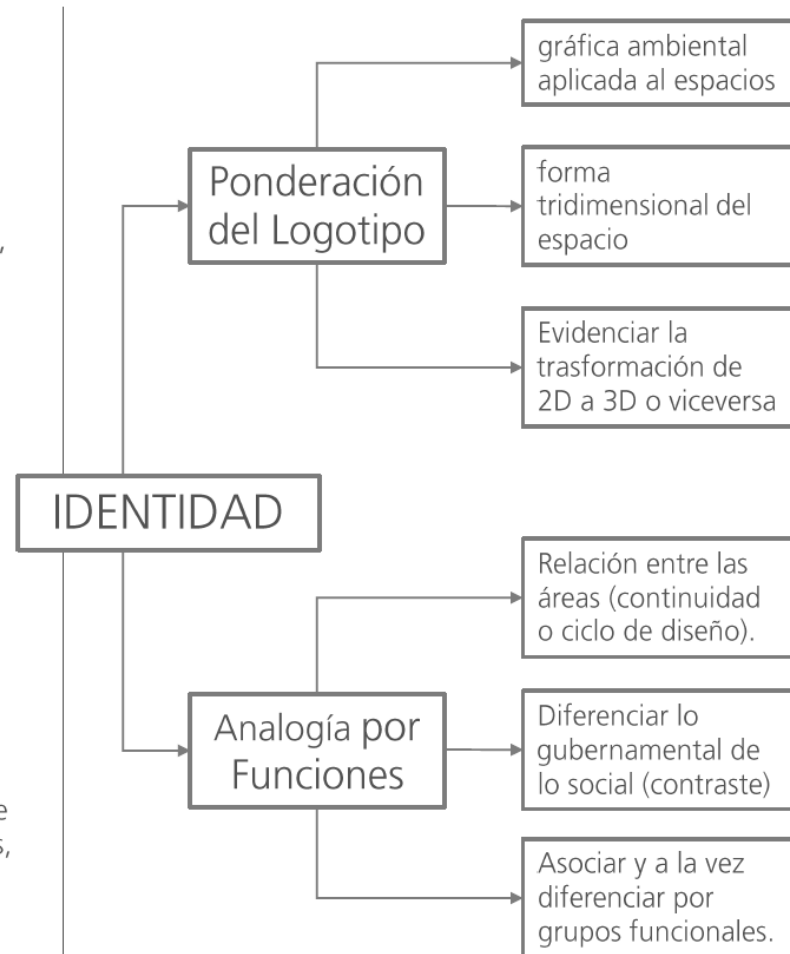 gráfica ambiental
aplicada al espacios
Ponderación
del Logotipo
forma
tridimensional del
espacio
,
Evidenciar la
trasformación de
2D a 3D o viceversa
IDENTIDAD
Relación entre las
áreas (continuidad
o ciclo de diseño).
Analogía por
Funciones
Diferenciar lo
gubernamental de
lo social (contraste)
e
s,
Asociar y a la vez
diferenciar por
grupos funcionales.